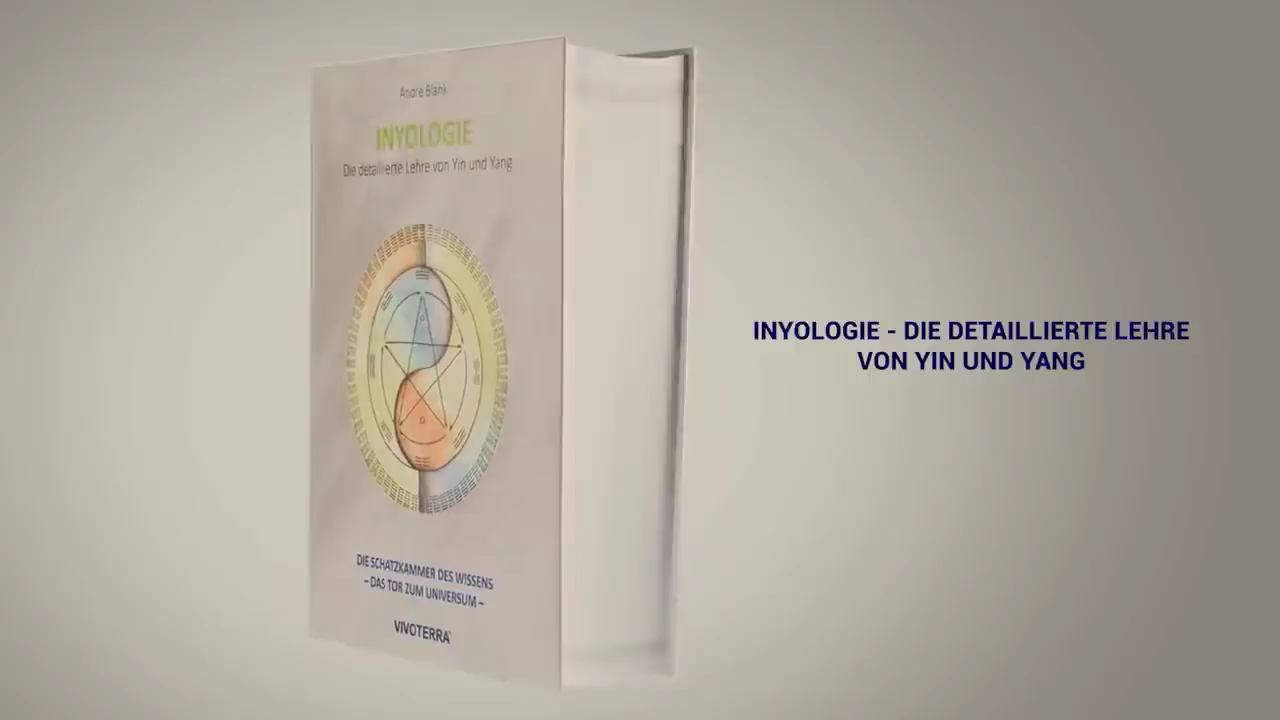 Andre Blank
INYOLOGIE
Die detaillierte Lehre von Yin und Yang
DIE SCHATZKAMMER DES WISSENS
– DAS TOR ZUM UNIVERSUM –
VIVOTERRA®
INYOLOGIE - DIE DETAILLIERTE LEHRE
VON YIN UND YANG